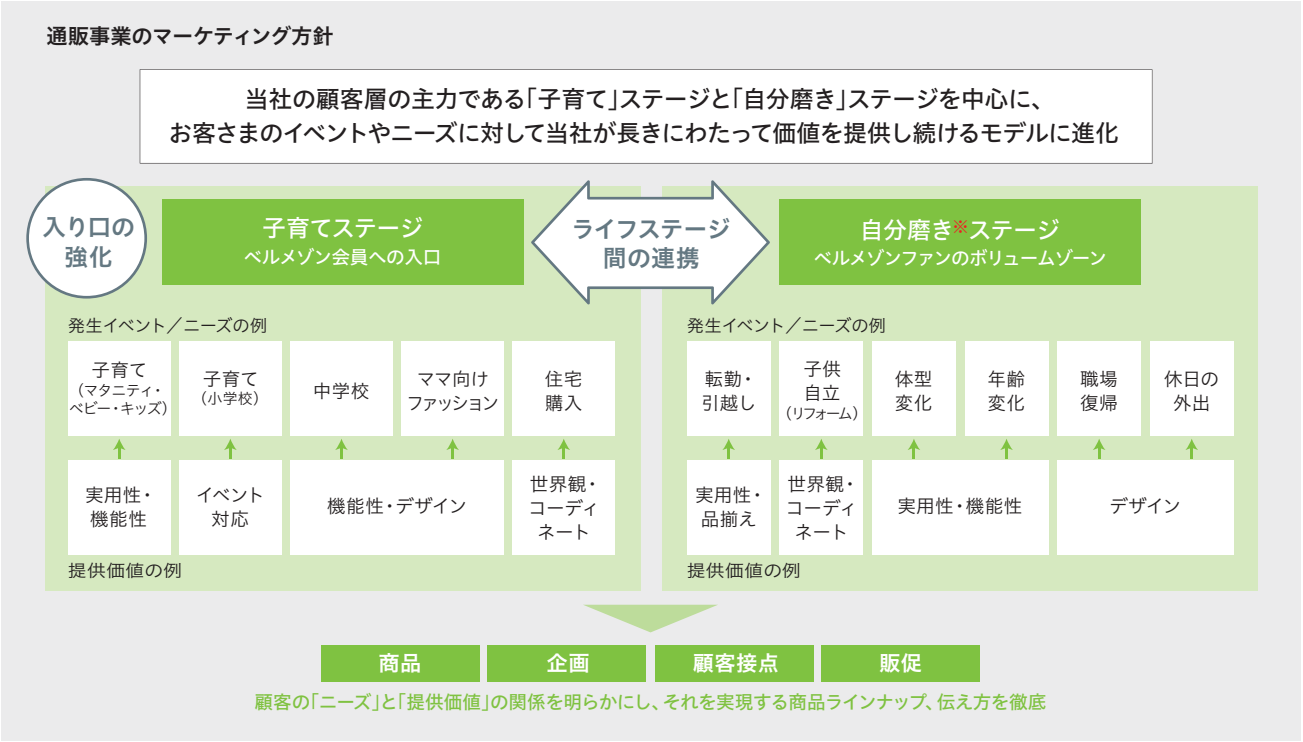 通販事業のマーケティング方針
当社の顧客層の主力である「子育て」ステージと「自分磨き」ステージを中心に、
お客さまのイベントやニーズに対して当社が長きにわたって価値を提供し続けるモデルに進化
入り口の
強化
子育てステージ
ベルメゾン会員への入口
ライフステージ
間の連携
自分磨き※ステージ
ベルメゾンファンのボリュームゾーン
発生イベント／ニーズの例
子育て
（マタニティ・
ベビー・キッズ）
子育て
（小学校）
中学校
ママ向け
ファッション
住宅
購入
実用性・
機能性
イベント
対応
機能性・デザイン
世界観・
コーディ
ネート
提供価値の例
発生イベント／ニーズの例
転勤・
引越し
子供
自立
（リフォーム）
体型
変化
年齢
変化
職場
復帰
休日の
外出
実用性・
品揃え
世界観・
コーディ
ネート
実用性・機能性
デザイン
提供価値の例
商品
企画
顧客接点
販促
顧客の「ニーズ」と「提供価値」の関係を明らかにし、それを実現する商品ラインナップ、伝え方を徹底